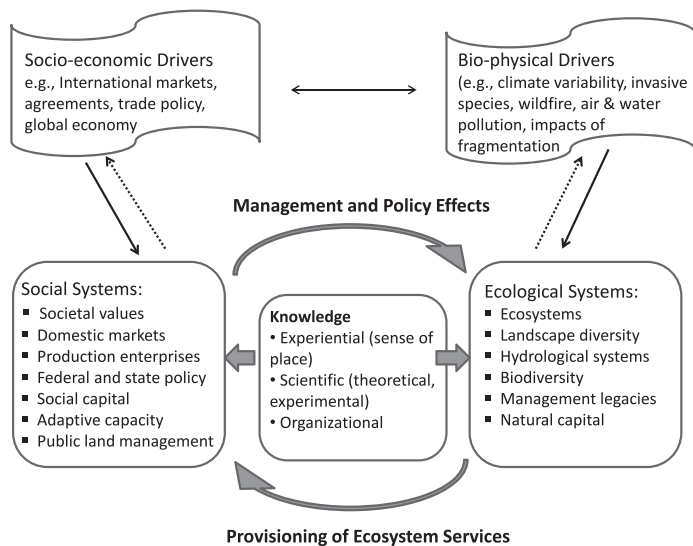 Socio-economic Drivers
e.g., International markets,
agreements, trade policy,
global economy
Bio-physical Drivers
(e.g., climate variability, invasive
species, wildfire, air & water
pollution, impacts of
fragmentation
Management and Policy Effects
Social Systems:
▪ Societal values
▪ Domestic markets
▪ Production enterprises
▪ Federal and state policy
▪ Social capital
▪ Adaptive capacity
▪ Public land management
Knowledge
• Experiential (sense of
place)
• Scientific (theoretical,
experimental)
• Organizational
Ecological Systems:
▪ Ecosystems
▪ Landscape diversity
▪ Hydrological systems
▪ Biodiversity
▪ Management legacies
▪ Natural capital
Provisioning of Ecosystem Services